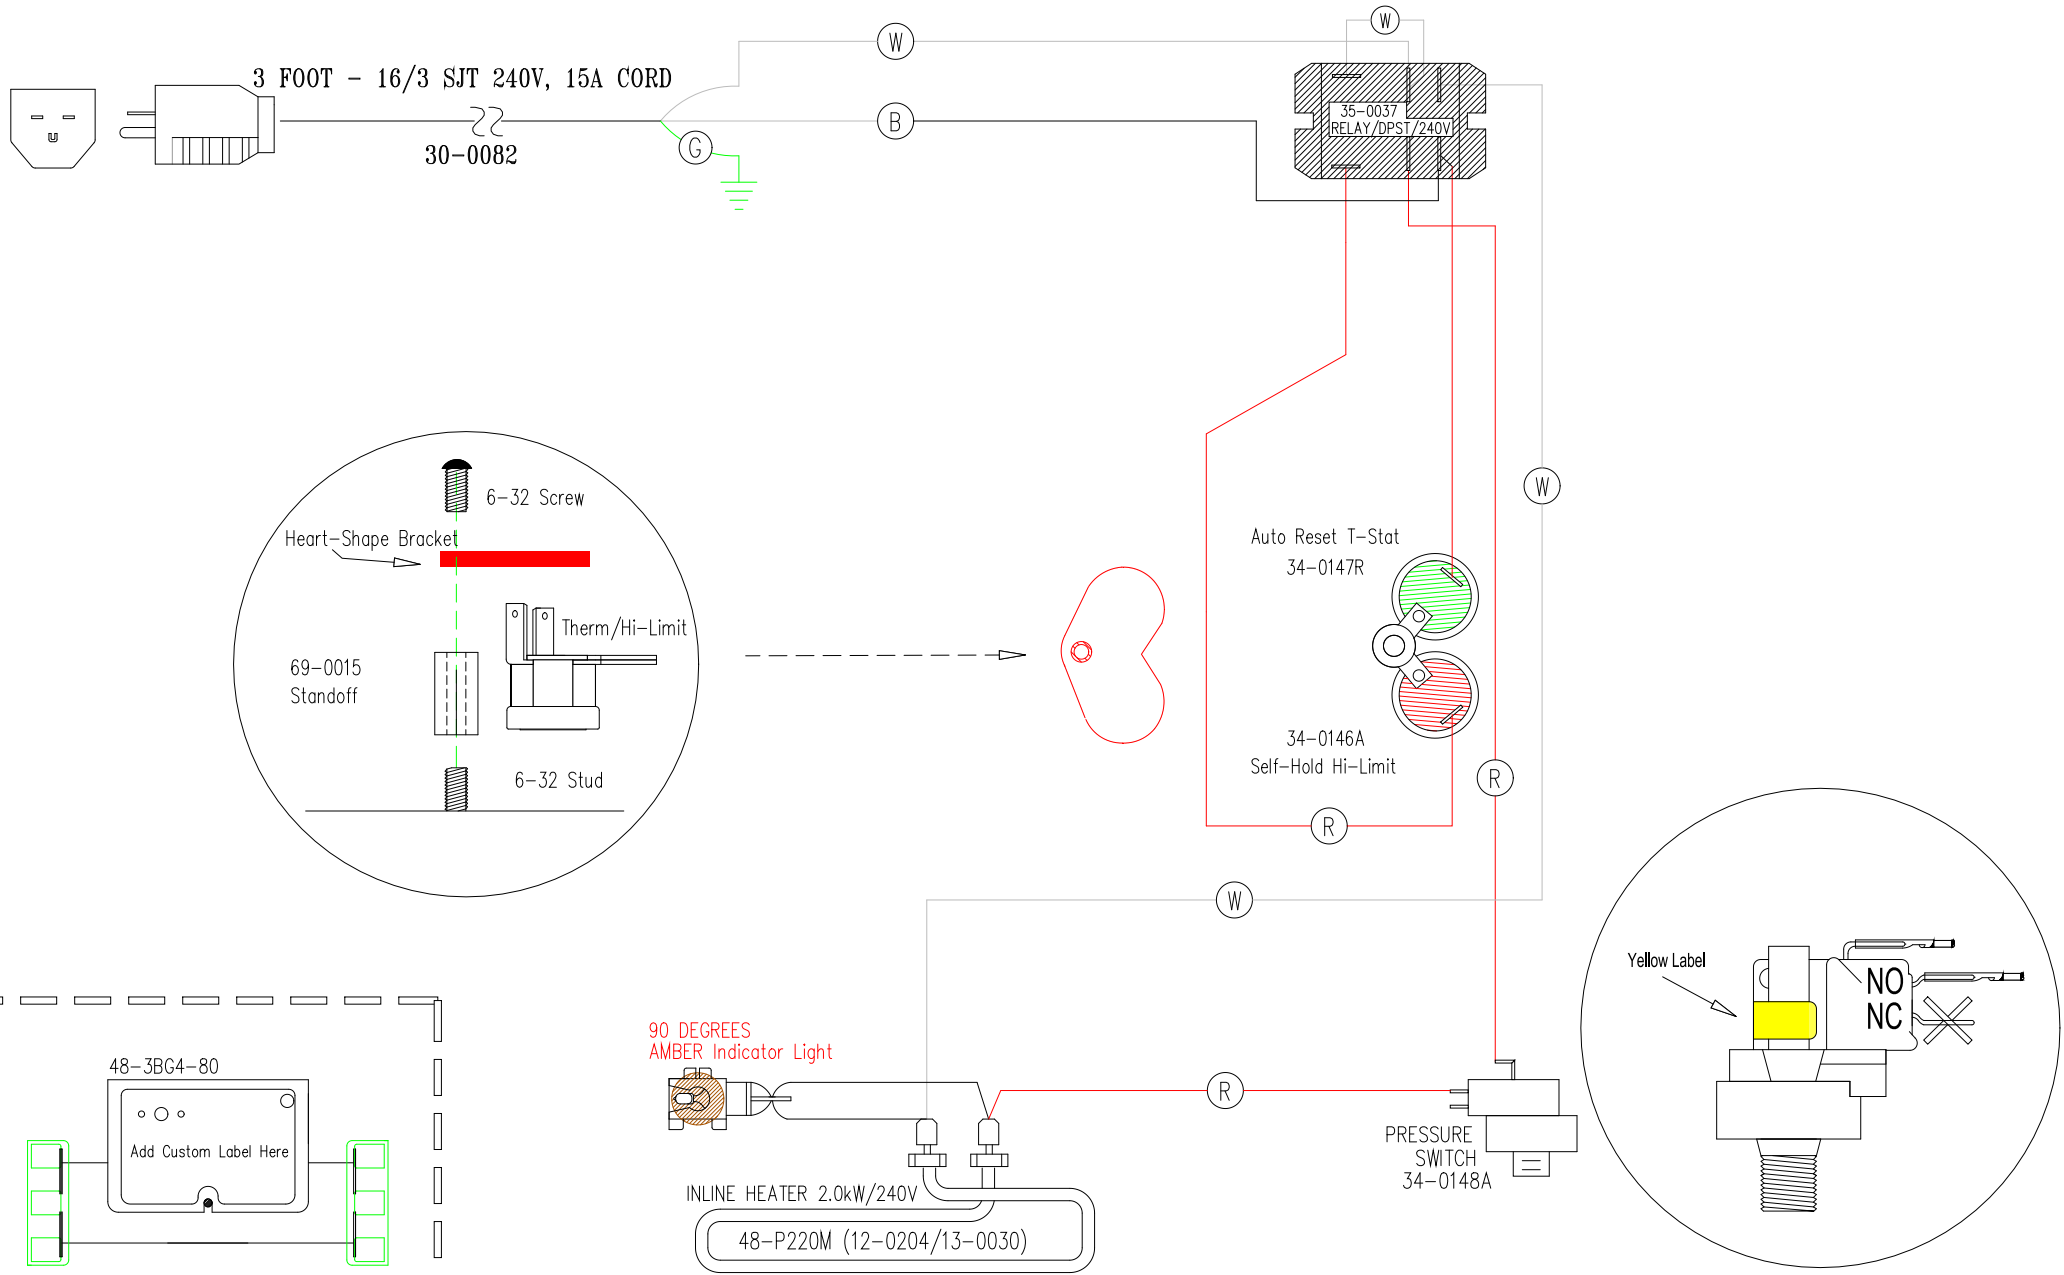 W
W
3 FOOT - 16/3 SJT 240V, 15A CORD
30-0082
B
G
35-0037
RELAY/DPST/240V
6-32 Screw
Heart-Shape Bracket
Therm/Hi-Limit
69-0015
Standoff
6-32 Stud
W
Auto Reset T-Stat
34-0147R
34-0146A
Self-Hold Hi-Limit
R
R
W
Yellow Label
NO
NC
90 DEGREES
AMBER Indicator Light
R
PRESSURE
SWITCH
34-0148A
INLINE HEATER 2.0kW/240V
48-P220M (12-0204/13-0030)
48-3BG4-80
Add Custom Label Here